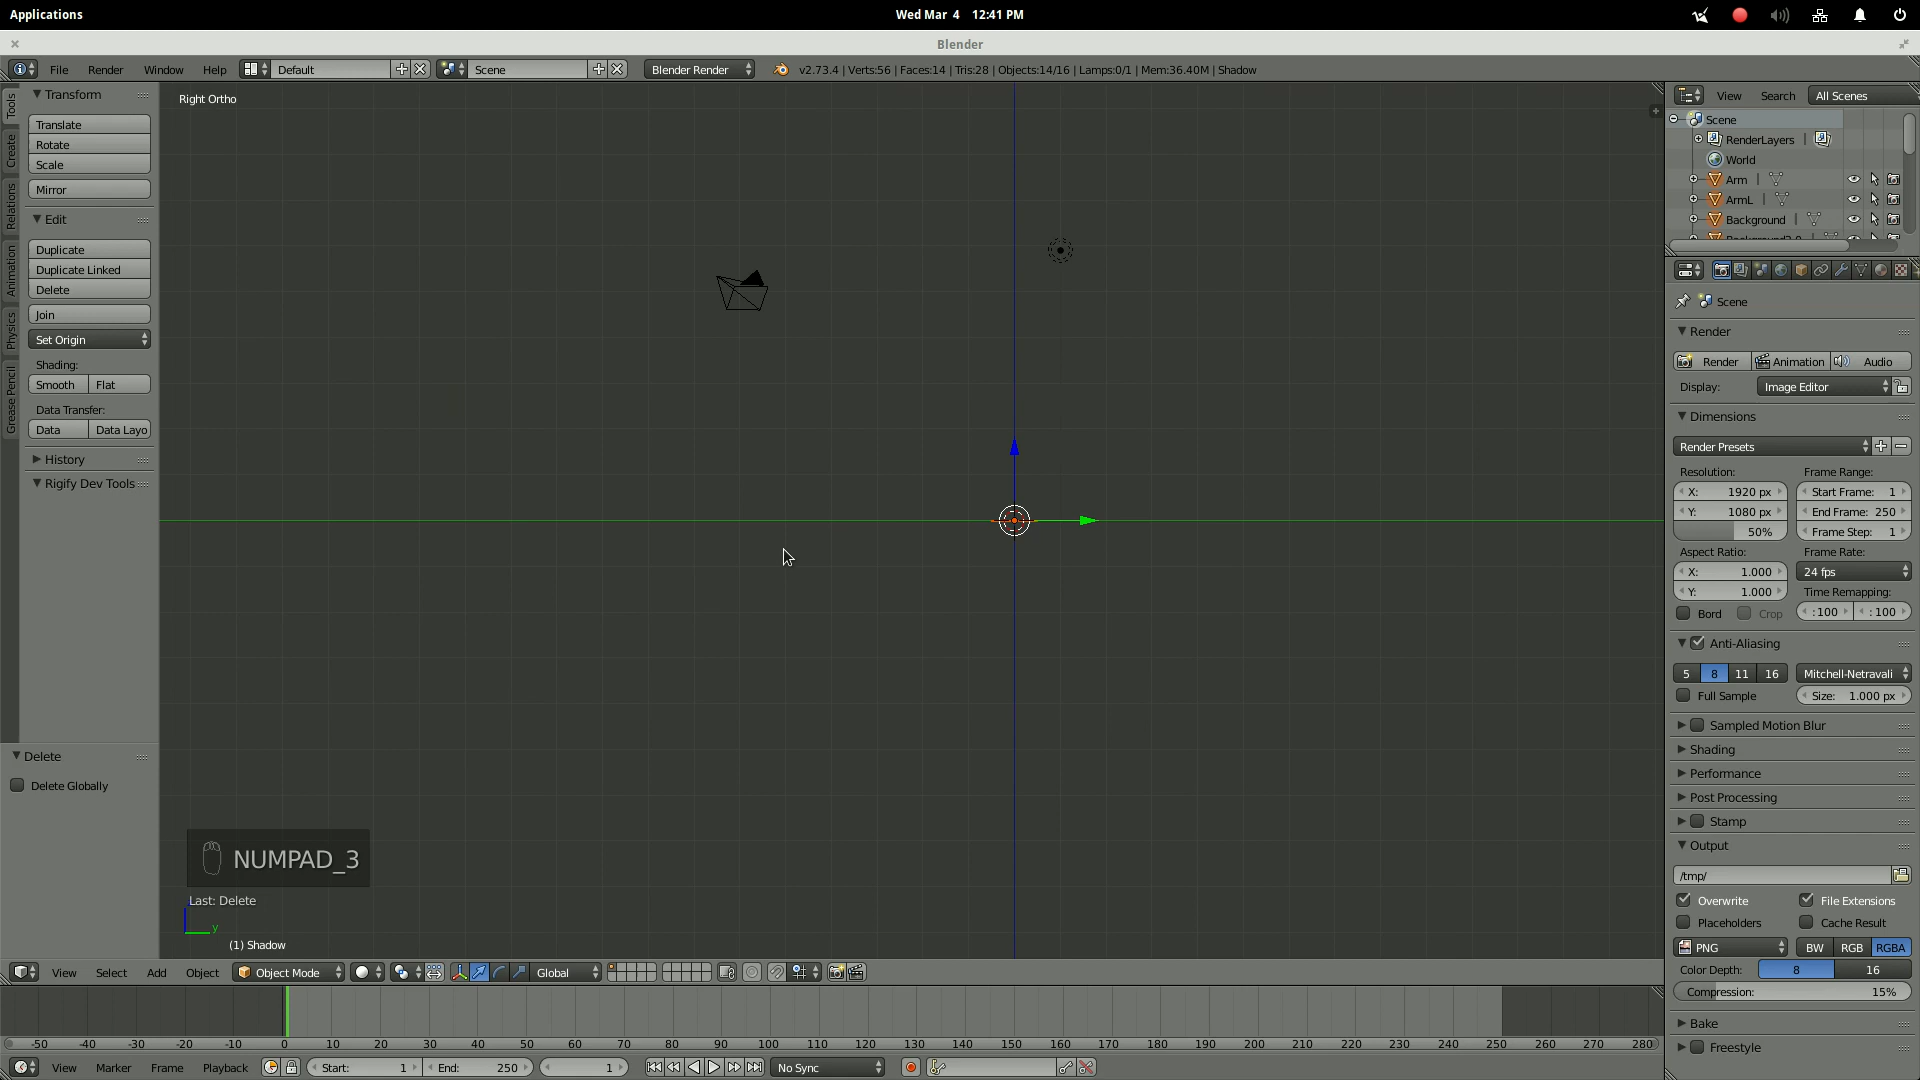 Applications
Wed Mar 4 12:41 PM
Blender
File Render Window Help Default Scene Blender Render v2.73.4 | Verts:56 | Faces:14 | Tris:28 | Objects:14/16 | Lamps:0/1 | Mem:36.40M | Shadow
Tools
Create
Relations
Animation
Physics
Grease Pencil
Transform
Translate
Rotate
Scale
Mirror
Edit
Duplicate
Duplicate Linked
Delete
Join
Set Origin
Shading:
Smooth Flat
Data Transfer:
Data Data Layo
History
Rigify Dev Tools
Delete
Delete Globally
Right Ortho
NUMPAD_3
Last: Delete
y
(1) Shadow
View Select Add Object Object Mode Global
-50 -40 -30 -20 -10 0 10 20 30 40 50 60 70 80 90 100 110 120 130 140 150 160 170 180 190 200 210 220 230 240 250 260 270 280
View Marker Frame Playback Start: 1 End: 250 1 No Sync
View Search All Scenes
Scene
RenderLayers |
World
Arm |
ArmL |
Background |
Scene
Render
Render Animation Audio
Display: Image Editor
Dimensions
Render Presets
Resolution: Frame Range:
X: 1920 px Start Frame: 1
Y: 1080 px End Frame: 250
50% Frame Step: 1
Aspect Ratio: Frame Rate:
X: 1.000 24 fps
Y: 1.000 Time Remapping:
Bord Crop :100 :100
Anti-Aliasing
5 8 11 16 Mitchell-Netravali
Full Sample Size: 1.000 px
Sampled Motion Blur
Shading
Performance
Post Processing
Stamp
Output
/tmp/
Overwrite File Extensions
Placeholders Cache Result
PNG BW RGB RGBA
Color Depth: 8 16
Compression: 15%
Bake
Freestyle